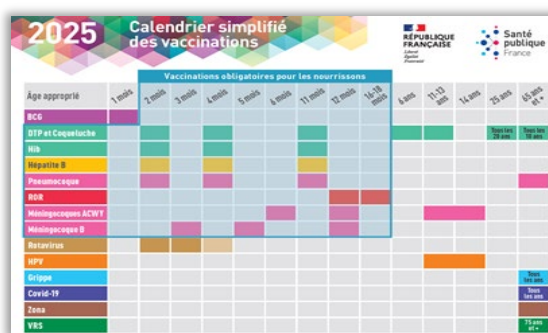 2025
Calendrier simplifié
des vaccinations
RÉPUBLIQUE
FRANÇAISE
Liberté
Égalité
Fraternité
Santé
publique
France
Vaccinations obligatoires pour les nourrissons
Âge approprié
1 mois
2 mois
3 mois
4 mois
5 mois
6 mois
11 mois
12 mois
16-18
mois
6 ans
11-13
ans
14 ans
25 ans
65 ans
et +
BCG
DTP et Coqueluche
Tous les
20 ans
Tous les
10 ans
Hib
Hépatite B
Pneumocoque
ROR
Méningocoques ACWY
Méningocoque B
Rotavirus
HPV
Grippe
Tous
les ans
Covid-19
Tous
les ans
Zona
VRS
75 ans
et +